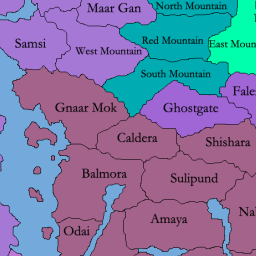 Maar Gan
North Mountain
Samsi
West Mountain
Red Mountain
East Moun
South Mountain
Gnaar Mok
Ghostgate
Fale
Caldera
Shishara
Balmora
Sulipund
Amaya
Na
Odai